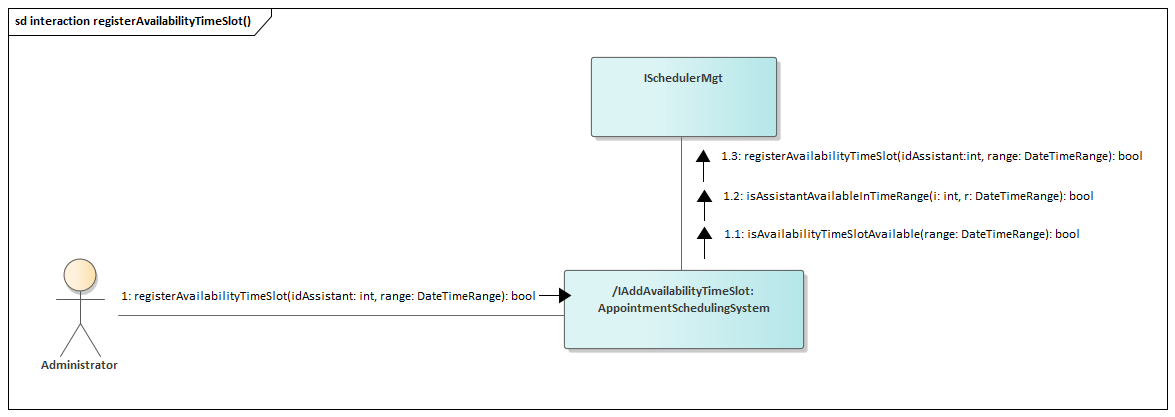 sd interaction registerAvailabilityTimeSlot()
ISchedulerMgt
1.3: registerAvailabilityTimeSlot(idAssistant:int, range: DateTimeRange): bool
1.2: isAssistantAvailableInTimeRange(i: int, r: DateTimeRange): bool
1.1: isAvailabilityTimeSlotAvailable(range: DateTimeRange): bool
1: registerAvailabilityTimeSlot(idAssistant: int, range: DateTimeRange): bool
/IAddAvailabilityTimeSlot:
AppointmentSchedulingSystem
Administrator